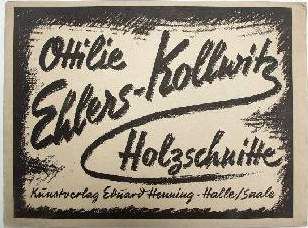 Ottilie
Ehlers-Kollwitz
Holzschnitte
Kunstverlag Eduard Henning - Halle/Saale